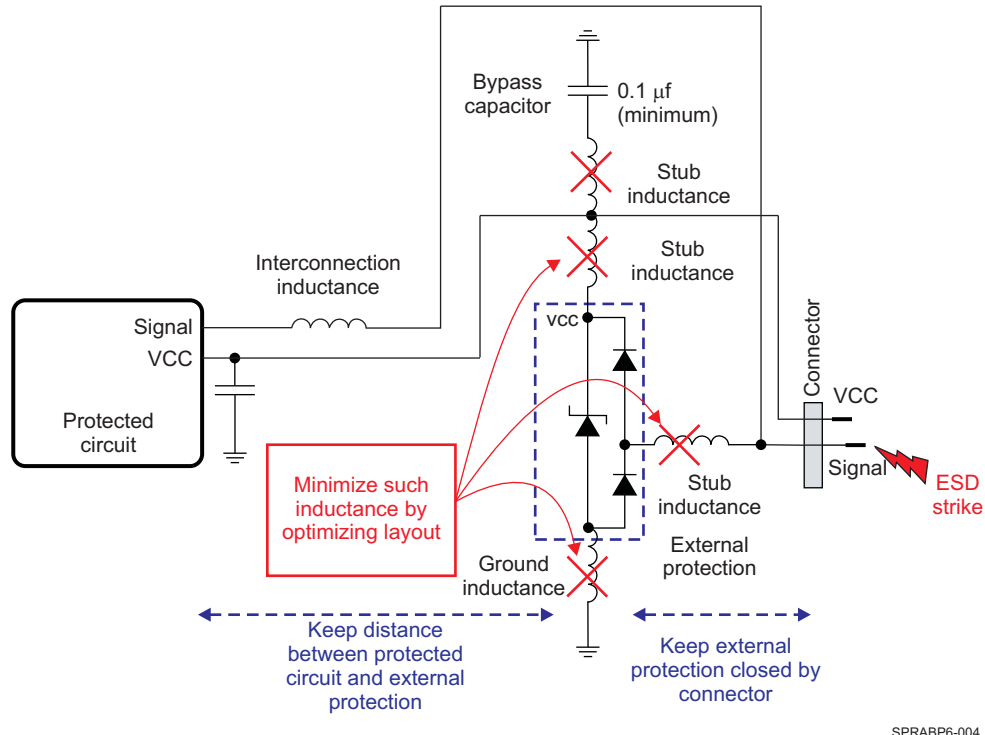 Bypass
capacitor
0.1 μf
(minimum)
Stub
inductance
Stub
inductance
Interconnection
inductance
Signal
VCC
Protected
circuit
vcc
Connector
VCC
Signal
ESD
strike
Minimize such
inductance by
optimizing layout
Stub
inductance
External
protection
Ground
inductance
Keep distance
between protected
circuit and external
protection
Keep external
protection closed by
connector
SPRABP6-004